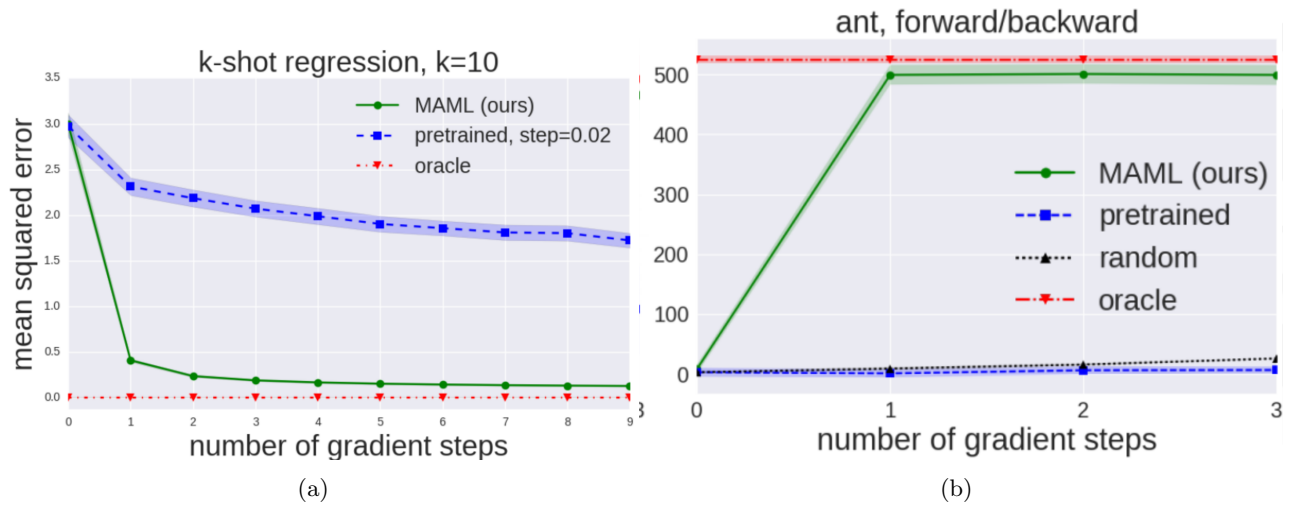 k-shot regression, k=10
3.5
3.0
2.5
2.0
1.5
1.0
0.5
0.0
mean squared error
MAML (ours)
pretrained, step=0.02
oracle
0 1 2 3 4 5 6 7 8 9
number of gradient steps
(a)
ant, forward/backward
500
400
300
200
100
0
MAML (ours)
pretrained
random
oracle
0 1 2 3
number of gradient steps
(b)